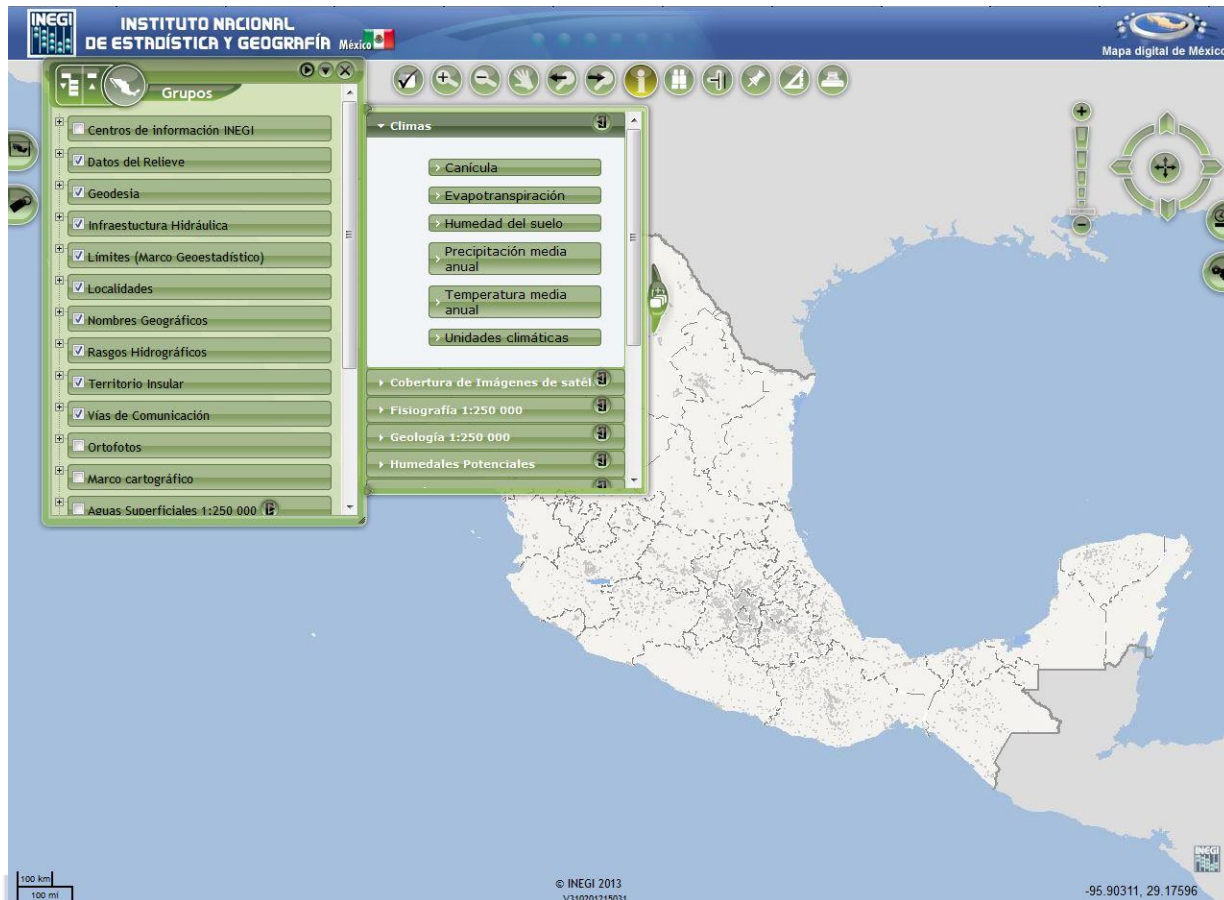 INEGI
INSTITUTO NACIONAL
DE ESTADÍSTICA Y GEOGRAFÍA México
Mapa digital de México
Grupos
Centros de información INEGI
Datos del Relieve
Geodesia
Infraestuctura Hidráulica
Límites (Marco Geoestadístico)
Localidades
Nombres Geográficos
Rasgos Hidrográficos
Territorio Insular
Vías de Comunicación
Ortofotos
Marco cartográfico
Aguas Superficiales 1:250 000
Climas
Canícula
Evapotranspiración
Humedad del suelo
Precipitación media
anual
Temperatura media
anual
Unidades climáticas
Cobertura de Imágenes de satél
Fisiografía 1:250 000
Geología 1:250 000
Humedales Potenciales
100 km
100 mi
© INEGI 2013
INEGI
-95.90311, 29.17596